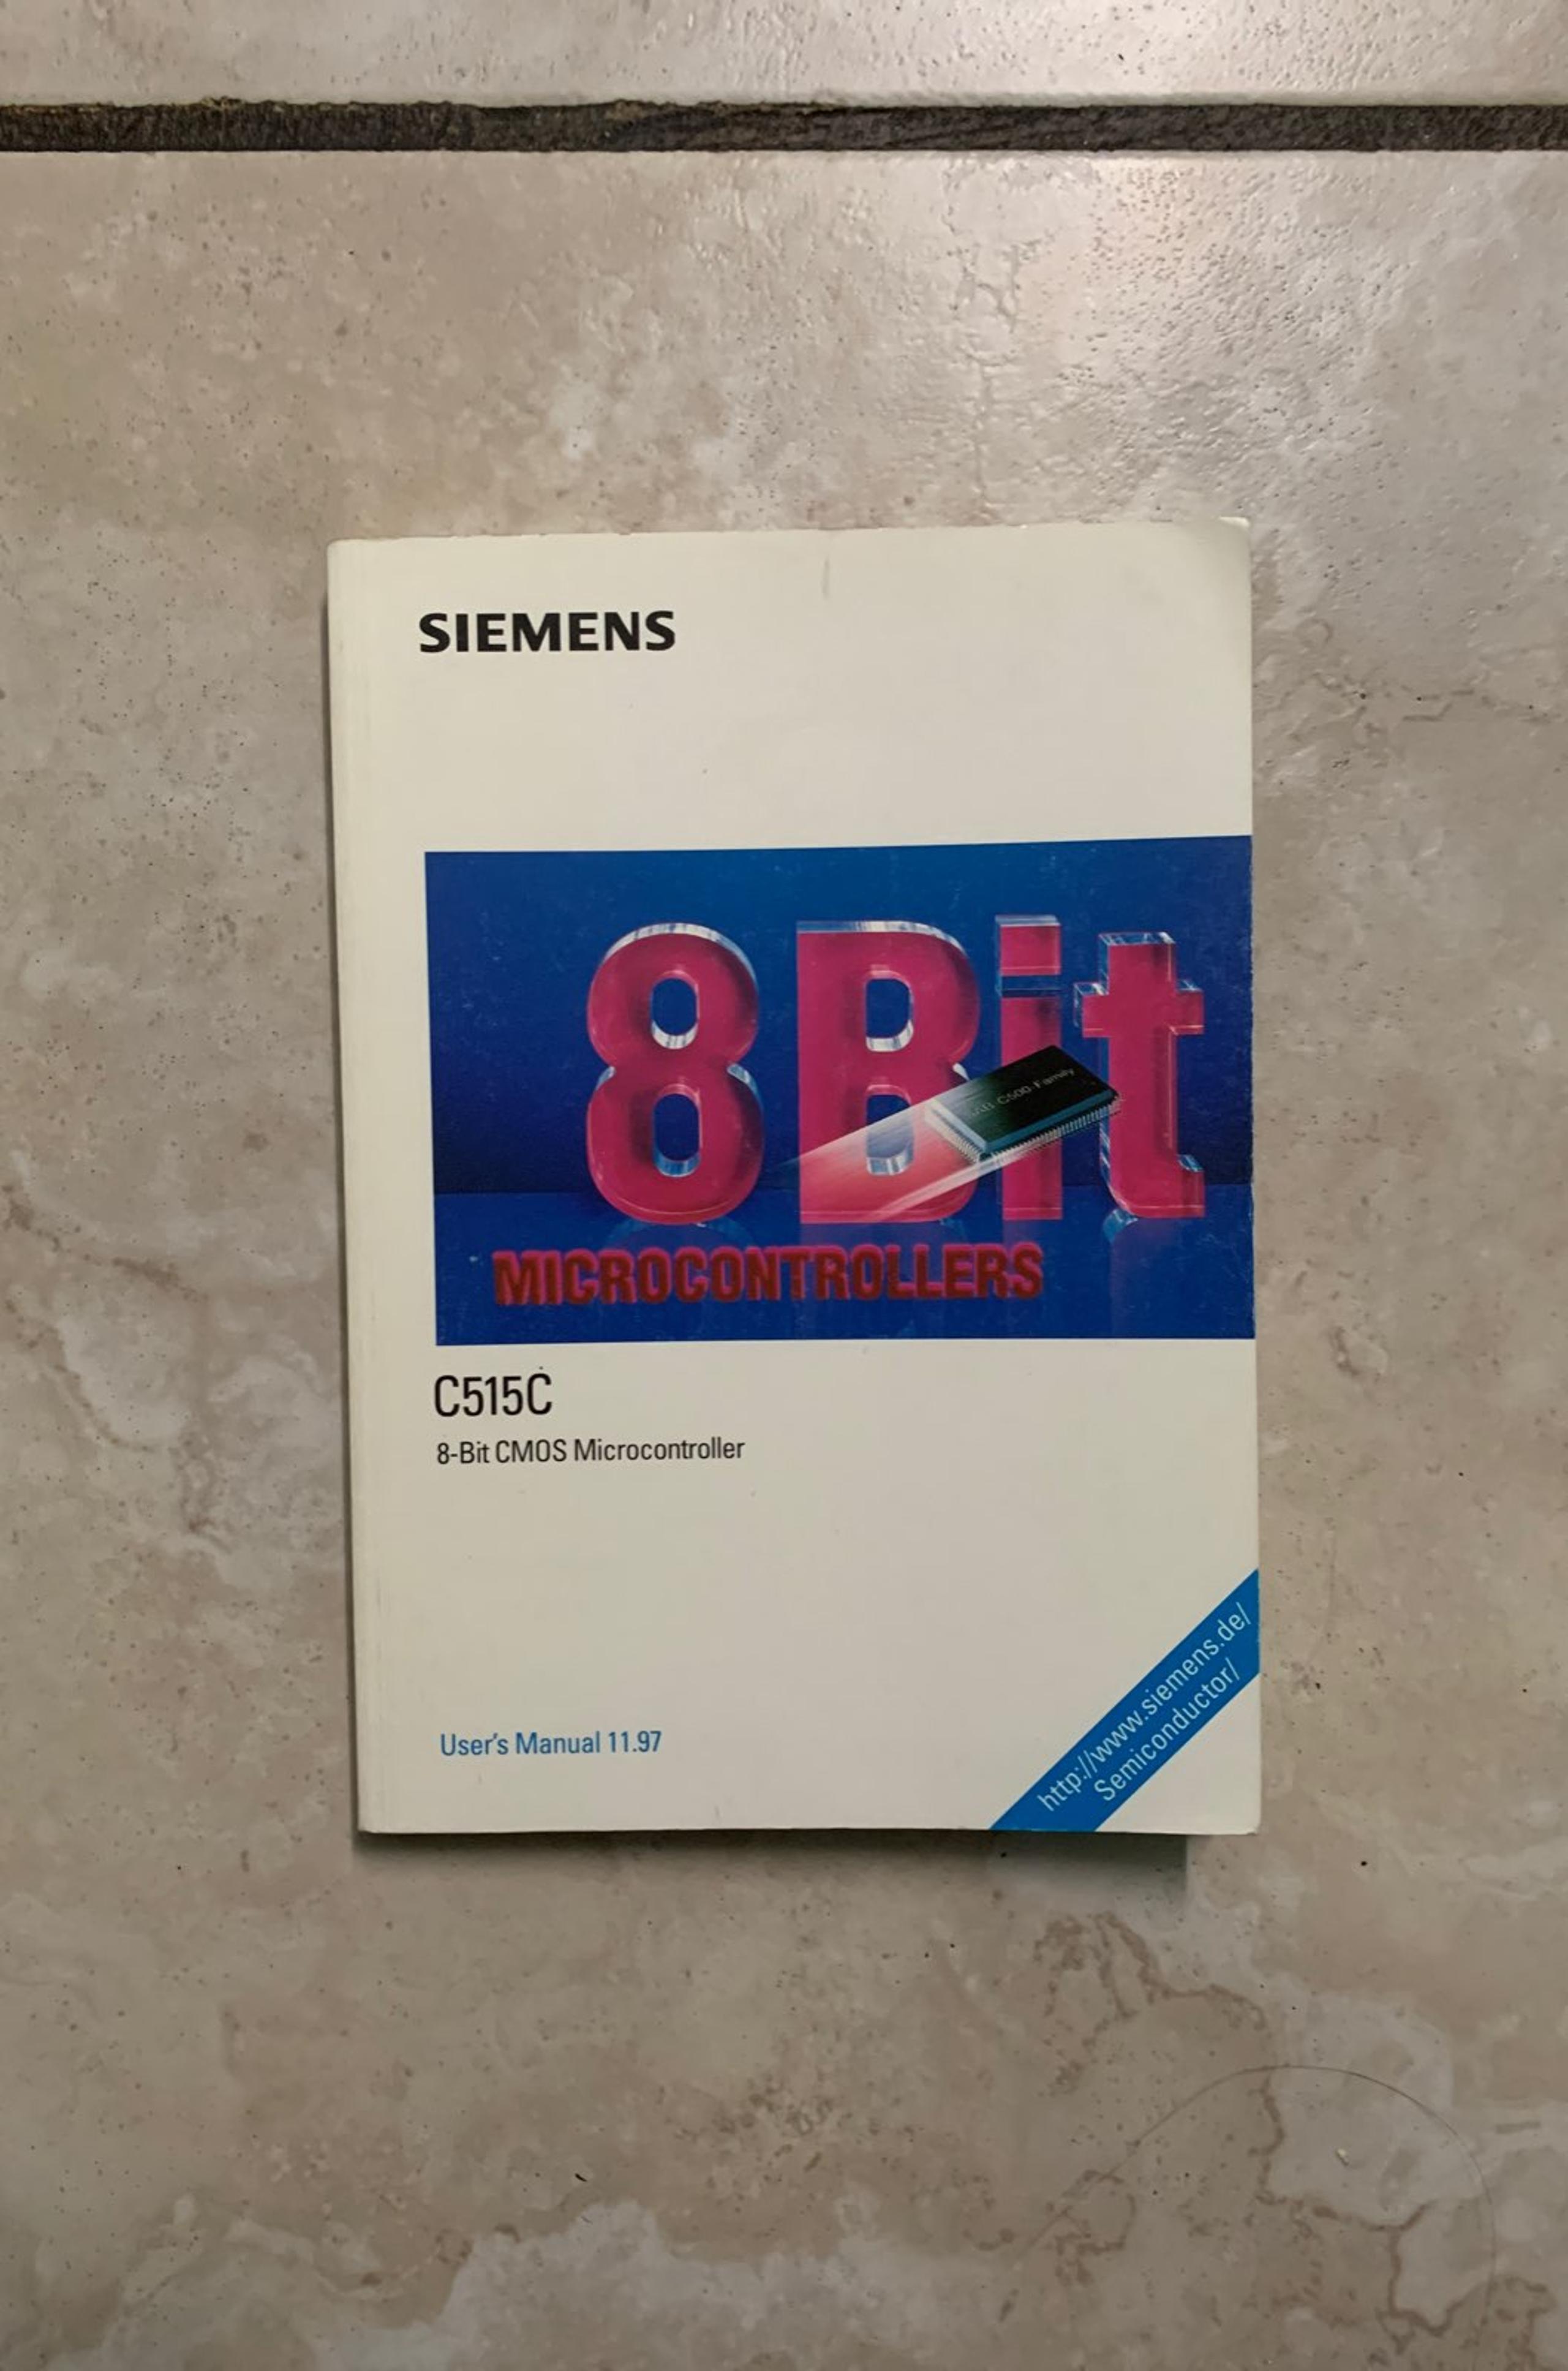 SIEMENS
8Bit
C500-Family
MICROCONTROLLERS
C515C
8-Bit CMOS Microcontroller
User's Manual 11.97
http://www.siemens.de/
Semiconductor/